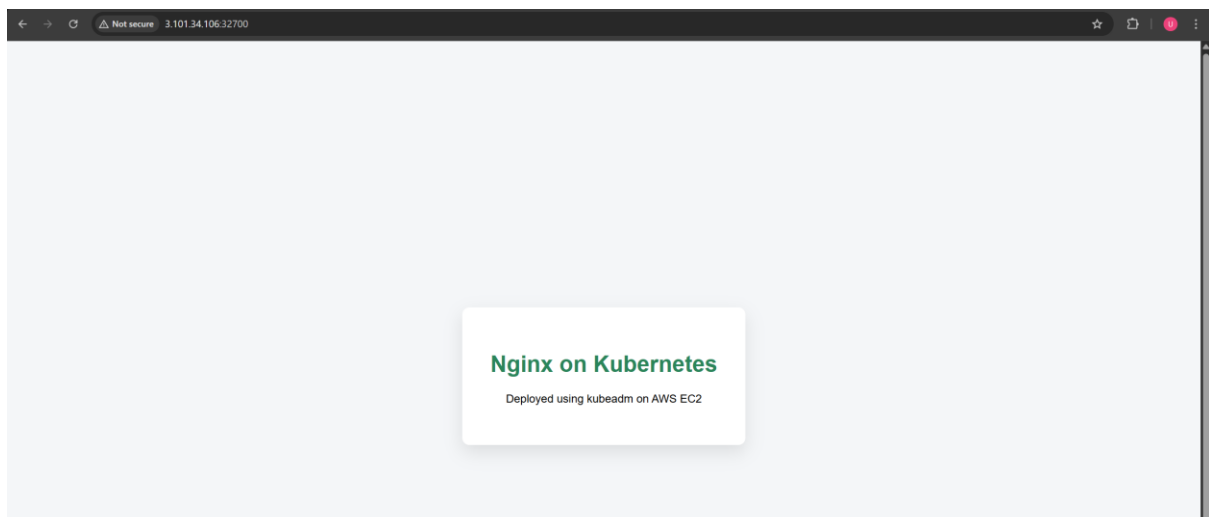 Not secure 3.101.34.106:32700
U
Nginx on Kubernetes
Deployed using kubeadm on AWS EC2